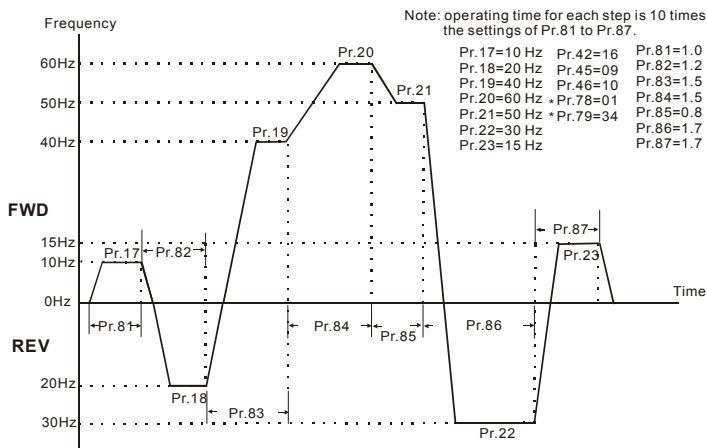 Frequency
Note: operating time for each step is 10 times
the settings of Pr.81 to Pr.87.
Pr.17=10 Hz Pr.42=16 Pr.81=1.0
Pr.18=20 Hz Pr.45=09 Pr.82=1.2
Pr.19=40 Hz Pr.46=10 Pr.83=1.5
Pr.20=60 Hz *Pr.78=01 Pr.84=1.5
Pr.21=50 Hz *Pr.79=34 Pr.85=0.8
Pr.22=30 Hz Pr.86=1.7
Pr.23=15 Hz Pr.87=1.7
Pr.20
60Hz
Pr.21
50Hz
Pr.19
40Hz
FWD
Pr.87
15Hz
Pr.17 Pr.82 Pr.23
10Hz
Time
0Hz
Pr.81 Pr.84 Pr.85 Pr.86
REV
20Hz
Pr.18 Pr.83
30Hz
Pr.22